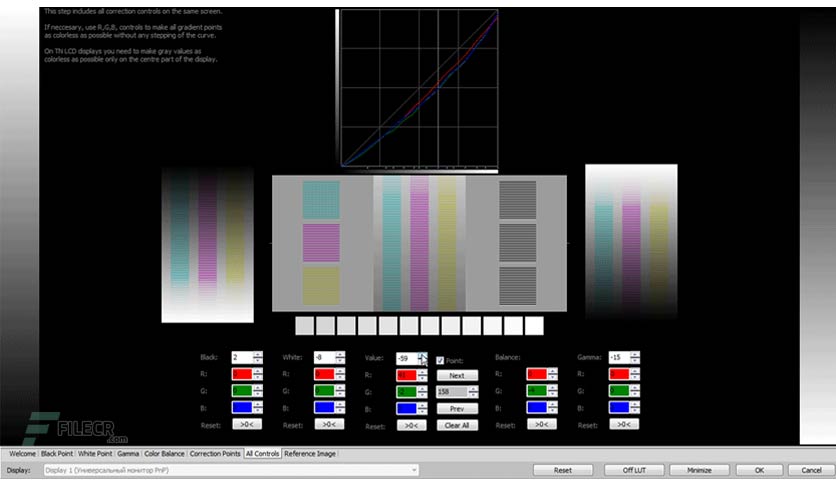 This step includes all correction controls on the same screen.
If neccesary, use R,G,B, controls to make all gradient points
as colorless as possible without any stepping of the curve.
On TN LCD displays you need to make gray values as
colorless as possible only on the centre part of the display.
Black: 2 White: -8 Value: -59 Point: Balance: Gamma: -15
R: R: R: Next R: R:
G: G: G: 158 G: G:
B: B: B: Prev B: B:
Reset: >0< Reset: >0< Reset: >0< Clear All Reset: >0< Reset: >0<
FILECR
.com
Welcome Black Point White Point Gamma Color Balance Correction Points All Controls Reference Image
Display: Display 1 (Универсальный монитор PnP) Reset Off LUT Minimize OK Cancel